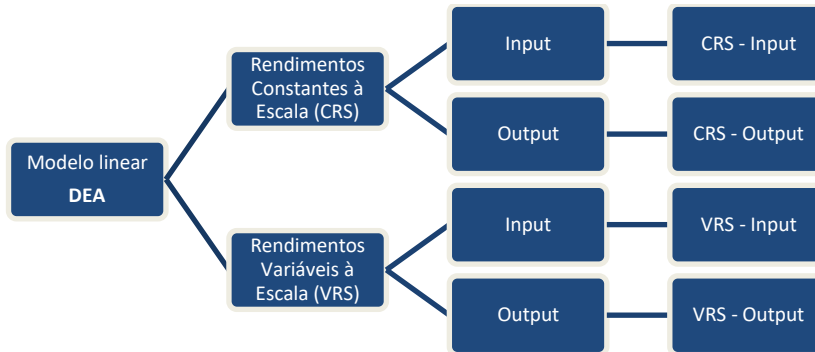 Modelo linear
DEA
Rendimentos
Constantes à
Escala (CRS)
Input
CRS - Input
Output
CRS - Output
Rendimentos
Variáveis à
Escala (VRS)
Input
VRS - Input
Output
VRS - Output